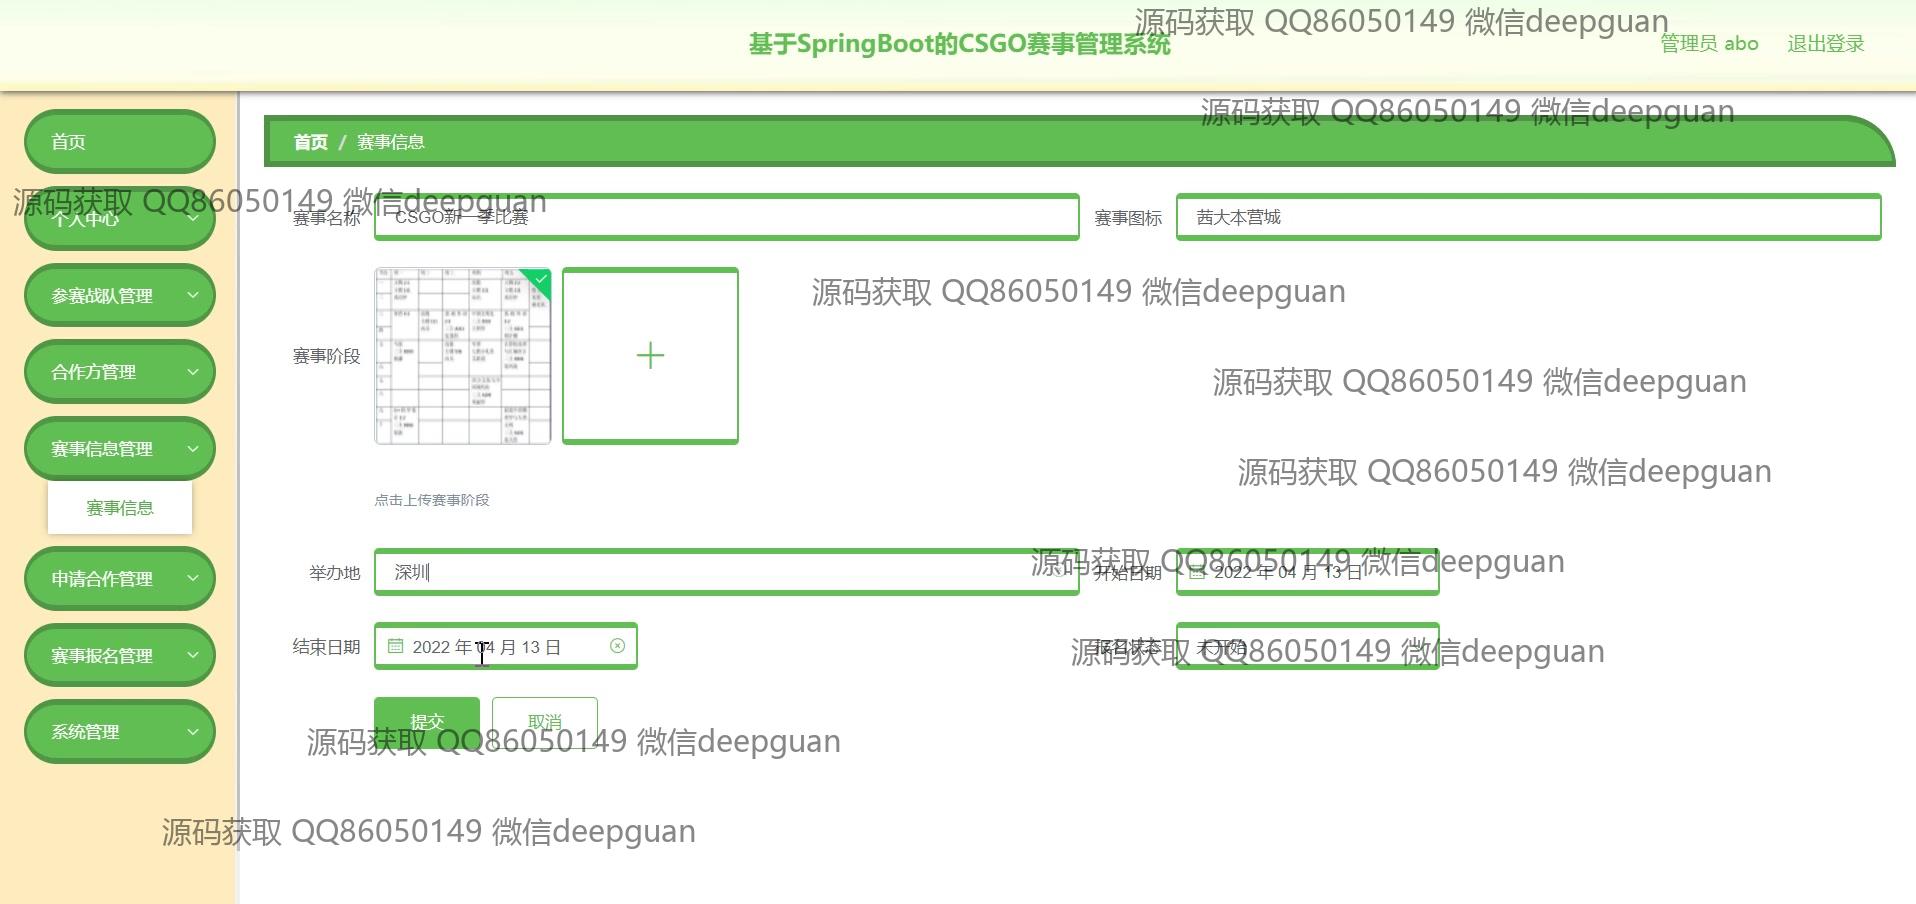 源码获取 QQ86050149 微信deepguan
基于SpringBoot的CSGO赛事管理系统
管理员 abo
退出登录
源码获取 QQ86050149 微信deepguan
首页
首页 / 赛事信息
源码获取 QQ86050149 微信deepguan
个人中心
赛事名称
CSGO新一季比赛
赛事图标
茜大本营城
参赛战队管理
源码获取 QQ86050149 微信deepguan
赛事阶段
合作方管理
源码获取 QQ86050149 微信deepguan
赛事信息管理
源码获取 QQ86050149 微信deepguan
赛事信息
点击上传赛事阶段
源码获取 QQ86050149 微信deepguan
举办地
深圳
开始日期
2022 年 04 月 13 日
申请合作管理
结束日期
2022 年 04 月 13 日
报名状态
未开始
源码获取 QQ86050149 微信deepguan
赛事报名管理
提交
取消
系统管理
源码获取 QQ86050149 微信deepguan
源码获取 QQ86050149 微信deepguan